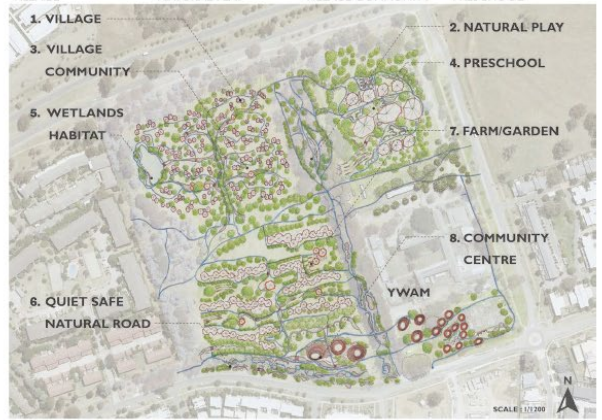 1. VILLAGE
2. NATURAL PLAY
3. VILLAGE
COMMUNITY
4. PRESCHOOL
5. WETLANDS
HABITAT
7. FARM/GARDEN
8. COMMUNITY
CENTRE
YWAM
6. QUIET SAFE
NATURAL ROAD
N
SCALE : 1/1200